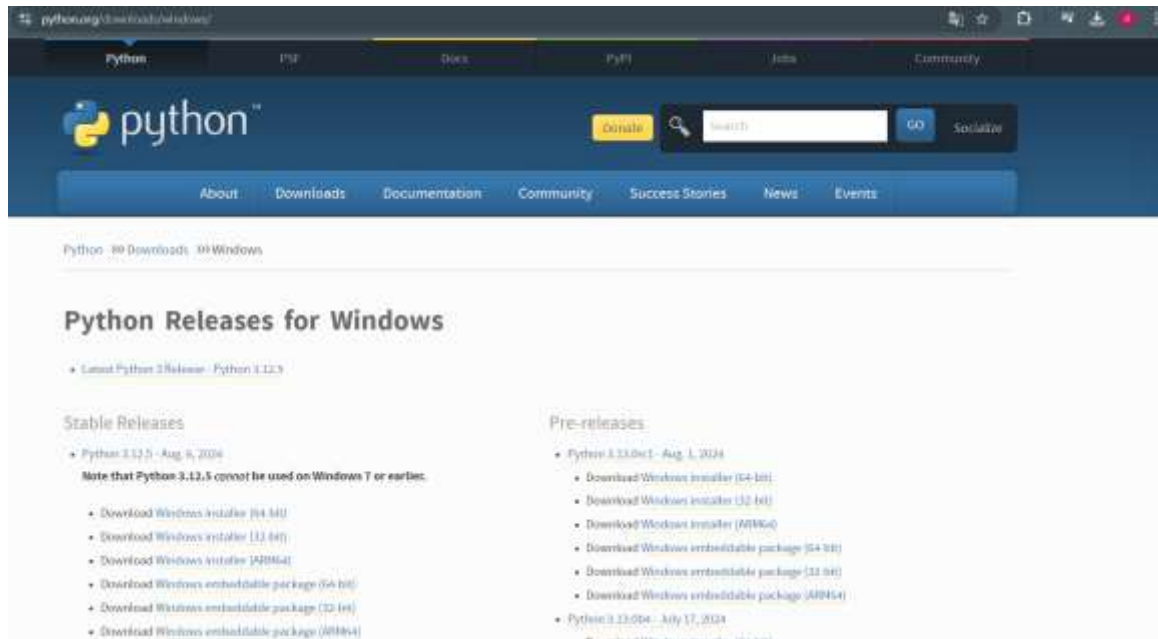 python.org/downloads/windows/
Python PSF Docs PyPI Jobs Community
python™
Donate Search GO Socialize
About Downloads Documentation Community Success Stories News Events
Python >>> Downloads >>> Windows
Python Releases for Windows
Latest Python 3 Release - Python 3.12.5
Stable Releases
Python 3.12.5 - Aug. 6, 2024
Note that Python 3.12.5 cannot be used on Windows 7 or earlier.
Download Windows installer (64-bit)
Download Windows installer (32-bit)
Download Windows installer (ARM64)
Download Windows embeddable package (64-bit)
Download Windows embeddable package (32-bit)
Download Windows embeddable package (ARM64)
Pre-releases
Python 3.13.0rc1 - Aug. 1, 2024
Download Windows installer (64-bit)
Download Windows installer (32-bit)
Download Windows installer (ARM64)
Download Windows embeddable package (64-bit)
Download Windows embeddable package (32-bit)
Download Windows embeddable package (ARM64)
Python 3.13.0b4 - July 17, 2024